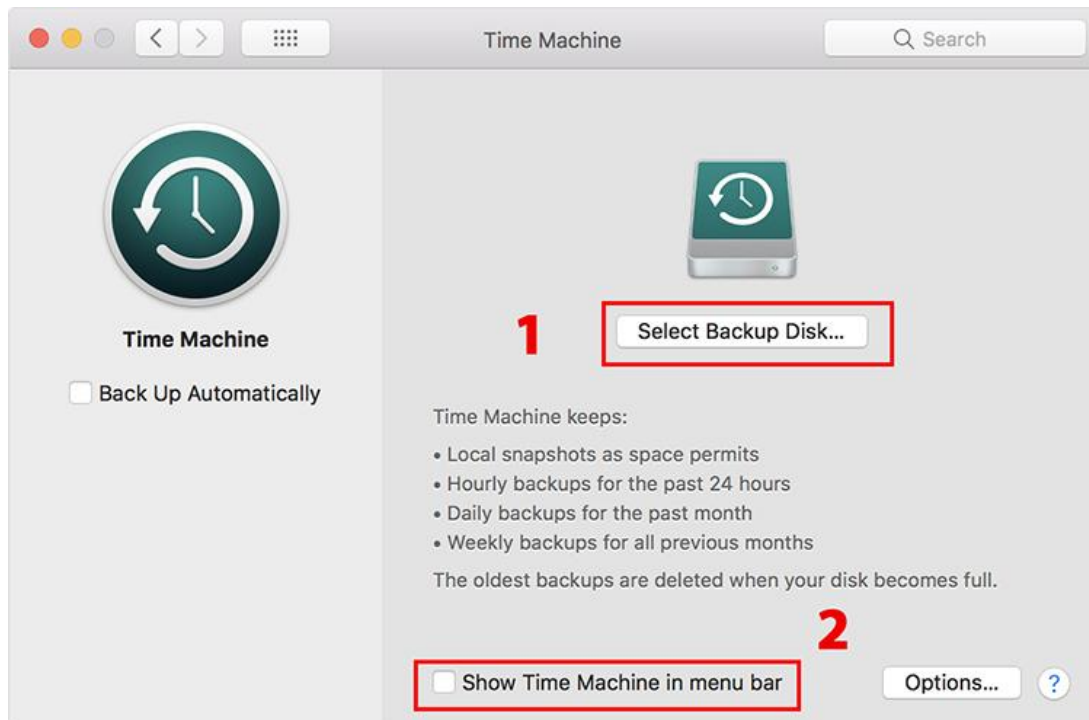 Time Machine
Search
Time Machine
Back Up Automatically
1
Select Backup Disk...
Time Machine keeps:
• Local snapshots as space permits
• Hourly backups for the past 24 hours
• Daily backups for the past month
• Weekly backups for all previous months
The oldest backups are deleted when your disk becomes full.
2
Show Time Machine in menu bar
Options...
?